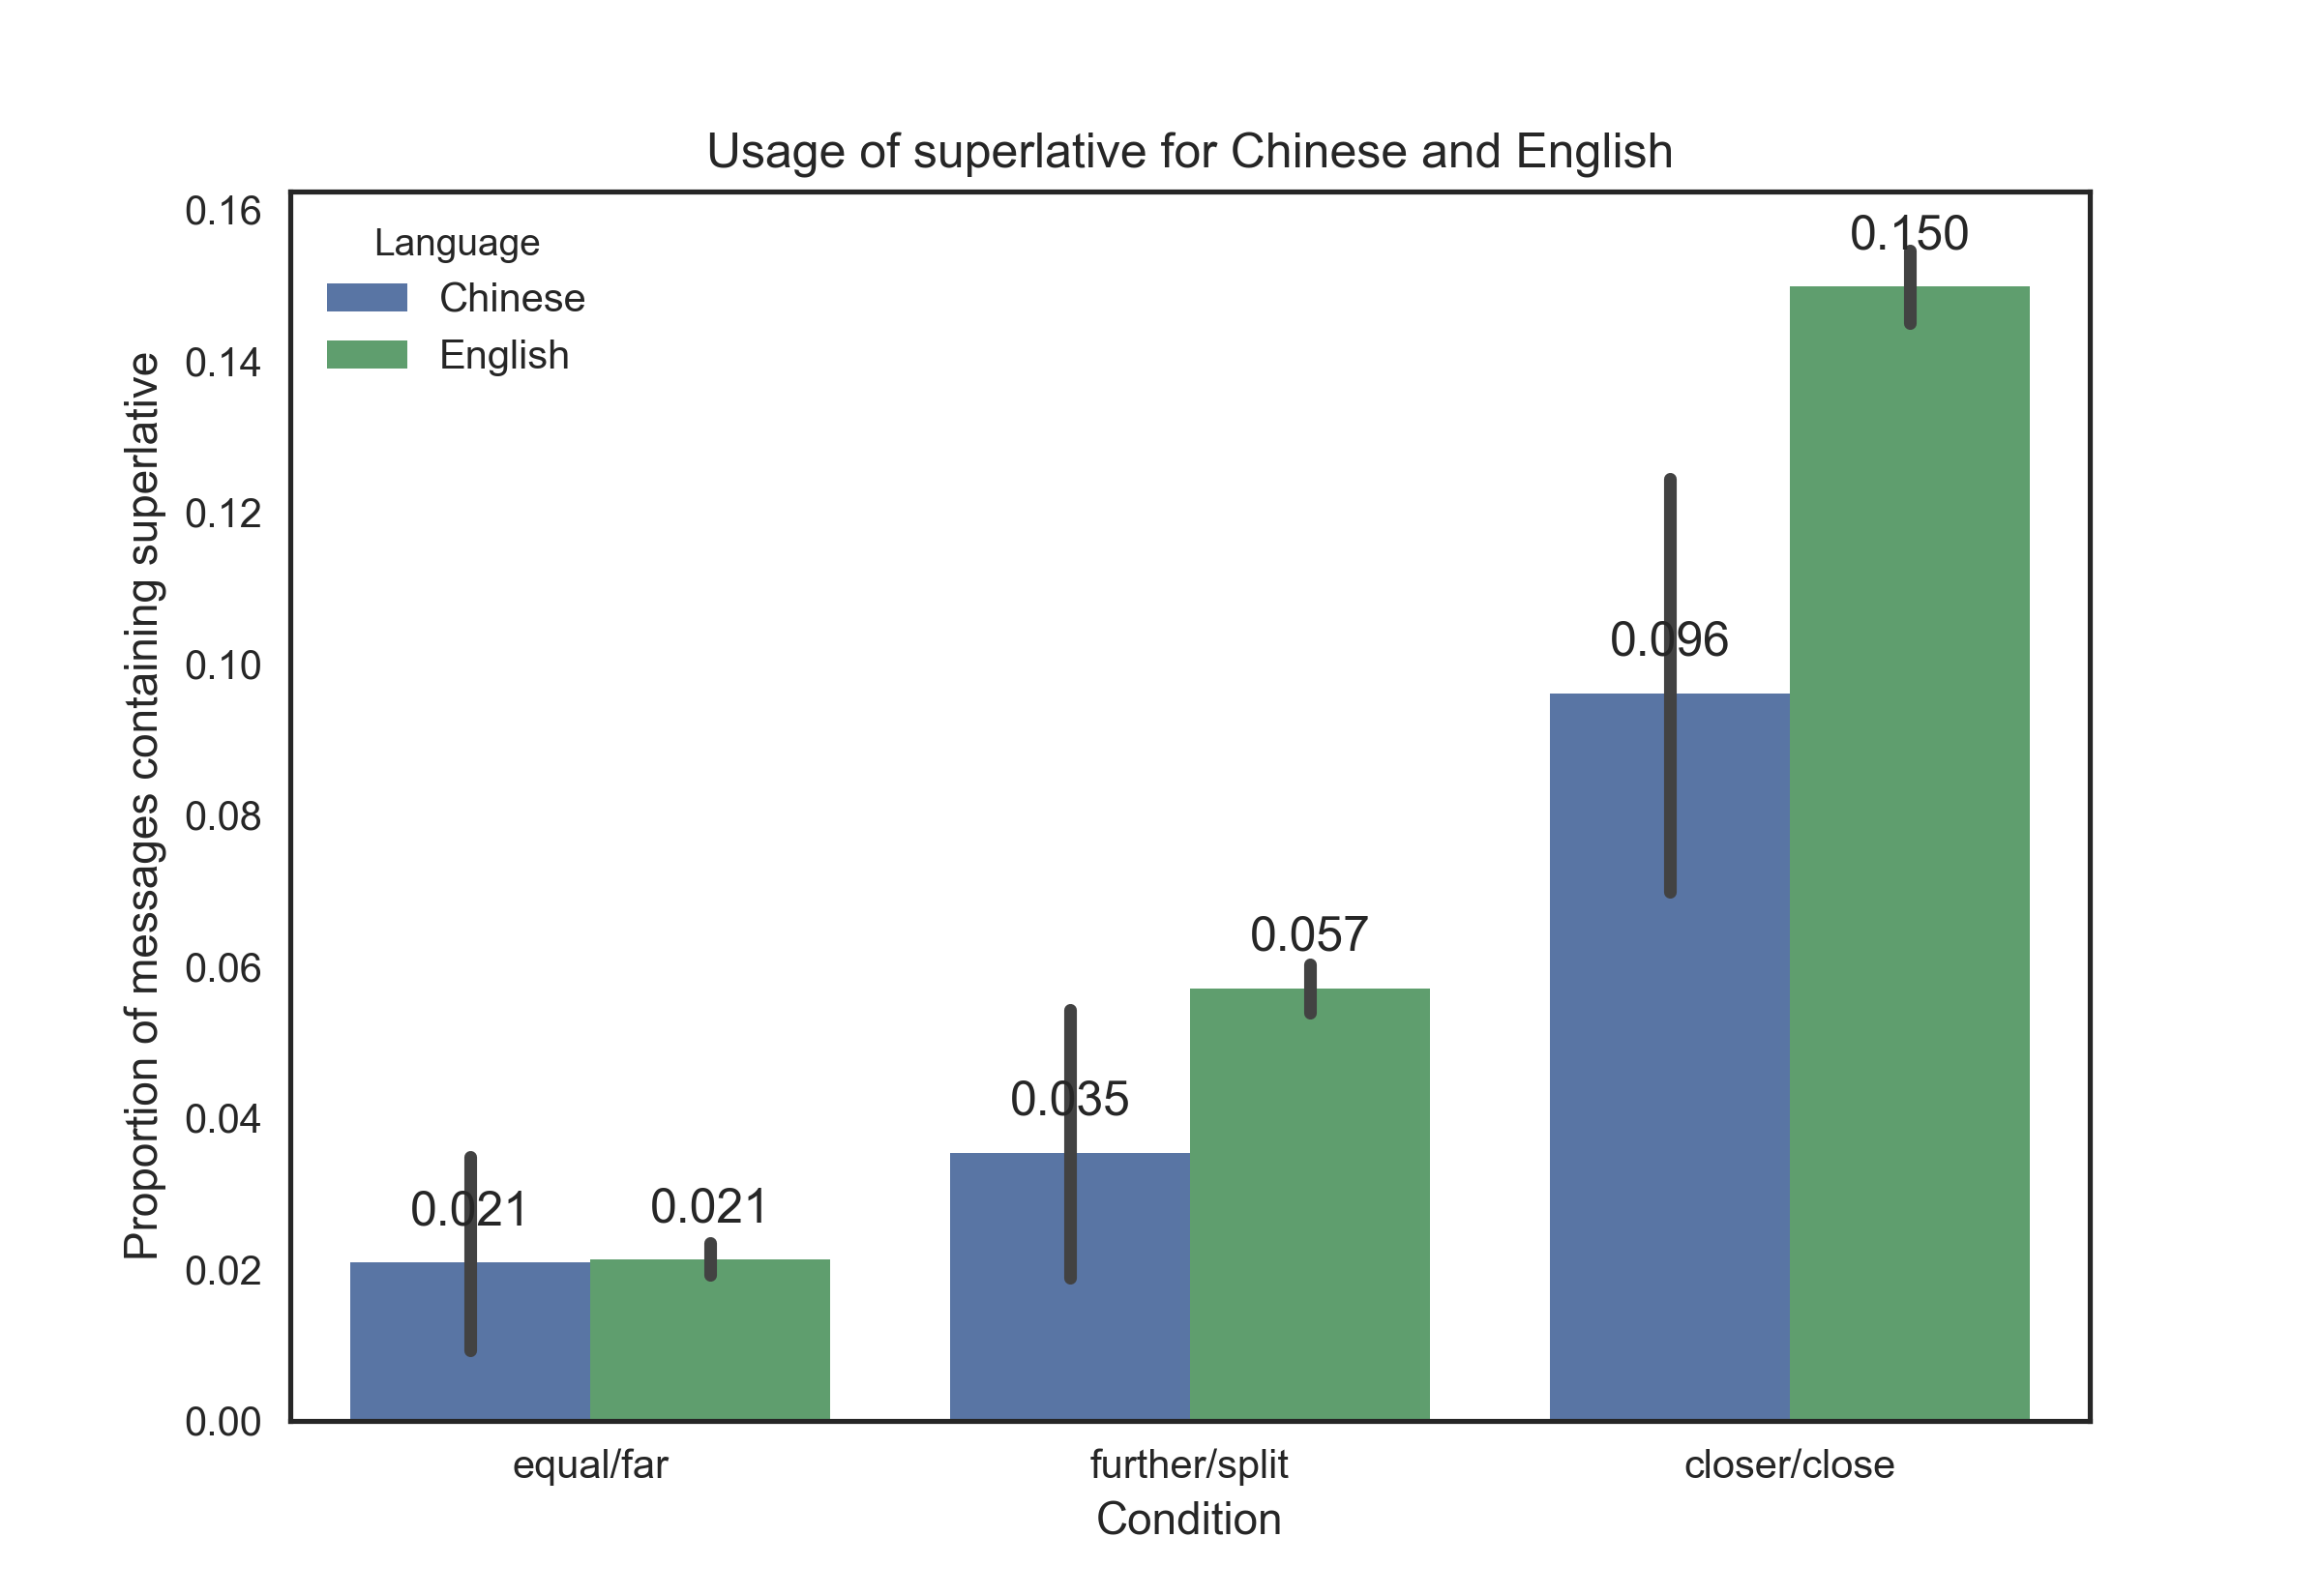 Usage of superlative for Chinese and English
Proportion of messages containing superlative
0.16
0.14
0.12
0.10
0.08
0.06
0.04
0.02
0.00
Language
Chinese
English
0.021
0.021
0.035
0.057
0.096
0.150
equal/far
further/split
closer/close
Condition